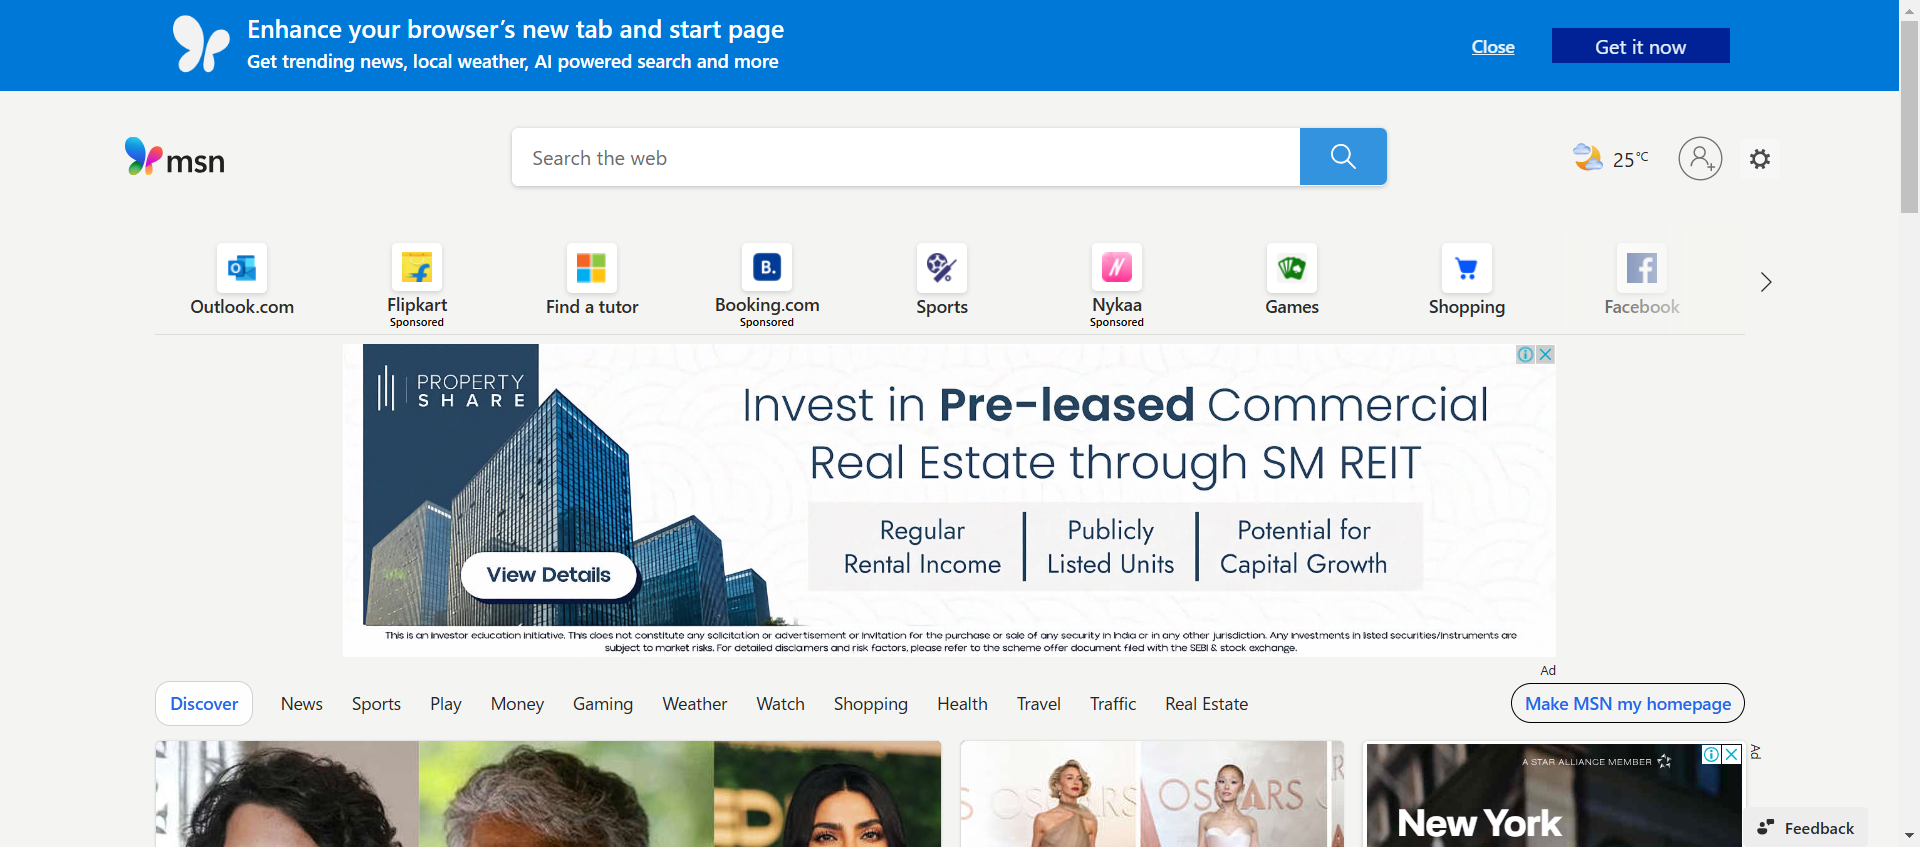 Enhance your browser's new tab and start page
Get trending news, local weather, AI powered search and more
Close
Get it now
msn
Search the web
25°C
Outlook.com
Flipkart
Sponsored
Find a tutor
Booking.com
Sponsored
Sports
Nykaa
Sponsored
Games
Shopping
Facebook
PROPERTY
SHARE
Invest in Pre-leased Commercial
Real Estate through SM REIT
Regular
Rental Income
Publicly
Listed Units
Potential for
Capital Growth
View Details
This is an investor education initiative. This does not constitute any solicitation or advertisement or invitation for the purchase or sale of any security in India or in any other jurisdiction. Any investments in listed securities/instruments are
subject to market risks. For detailed disclaimers and risk factors, please refer to the scheme offer document filed with the SEBI & stock exchange.
Ad
Discover
News
Sports
Play
Money
Gaming
Weather
Watch
Shopping
Health
Travel
Traffic
Real Estate
Make MSN my homepage
OSCARS
OSCARS
A STAR ALLIANCE MEMBER
New York
Ad
Feedback